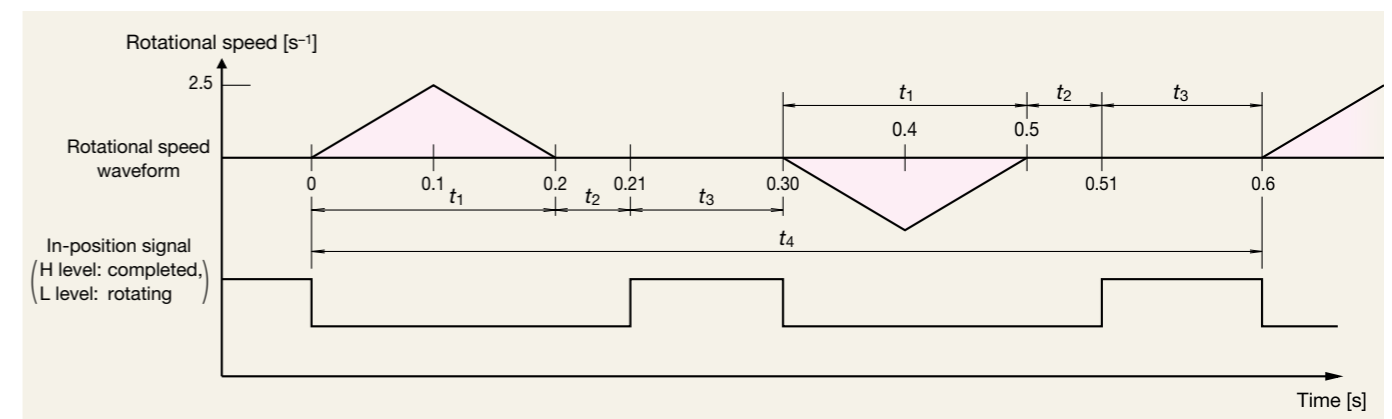 Rotational speed [s⁻¹]
2.5
t₁
t₂
t₃
0.4
0.5
Rotational speed
waveform
0
0.1
0.2
0.21
0.30
0.51
0.6
t₁
t₂
t₃
t₄
In-position signal
(H level: completed,
L level: rotating)
Time [s]